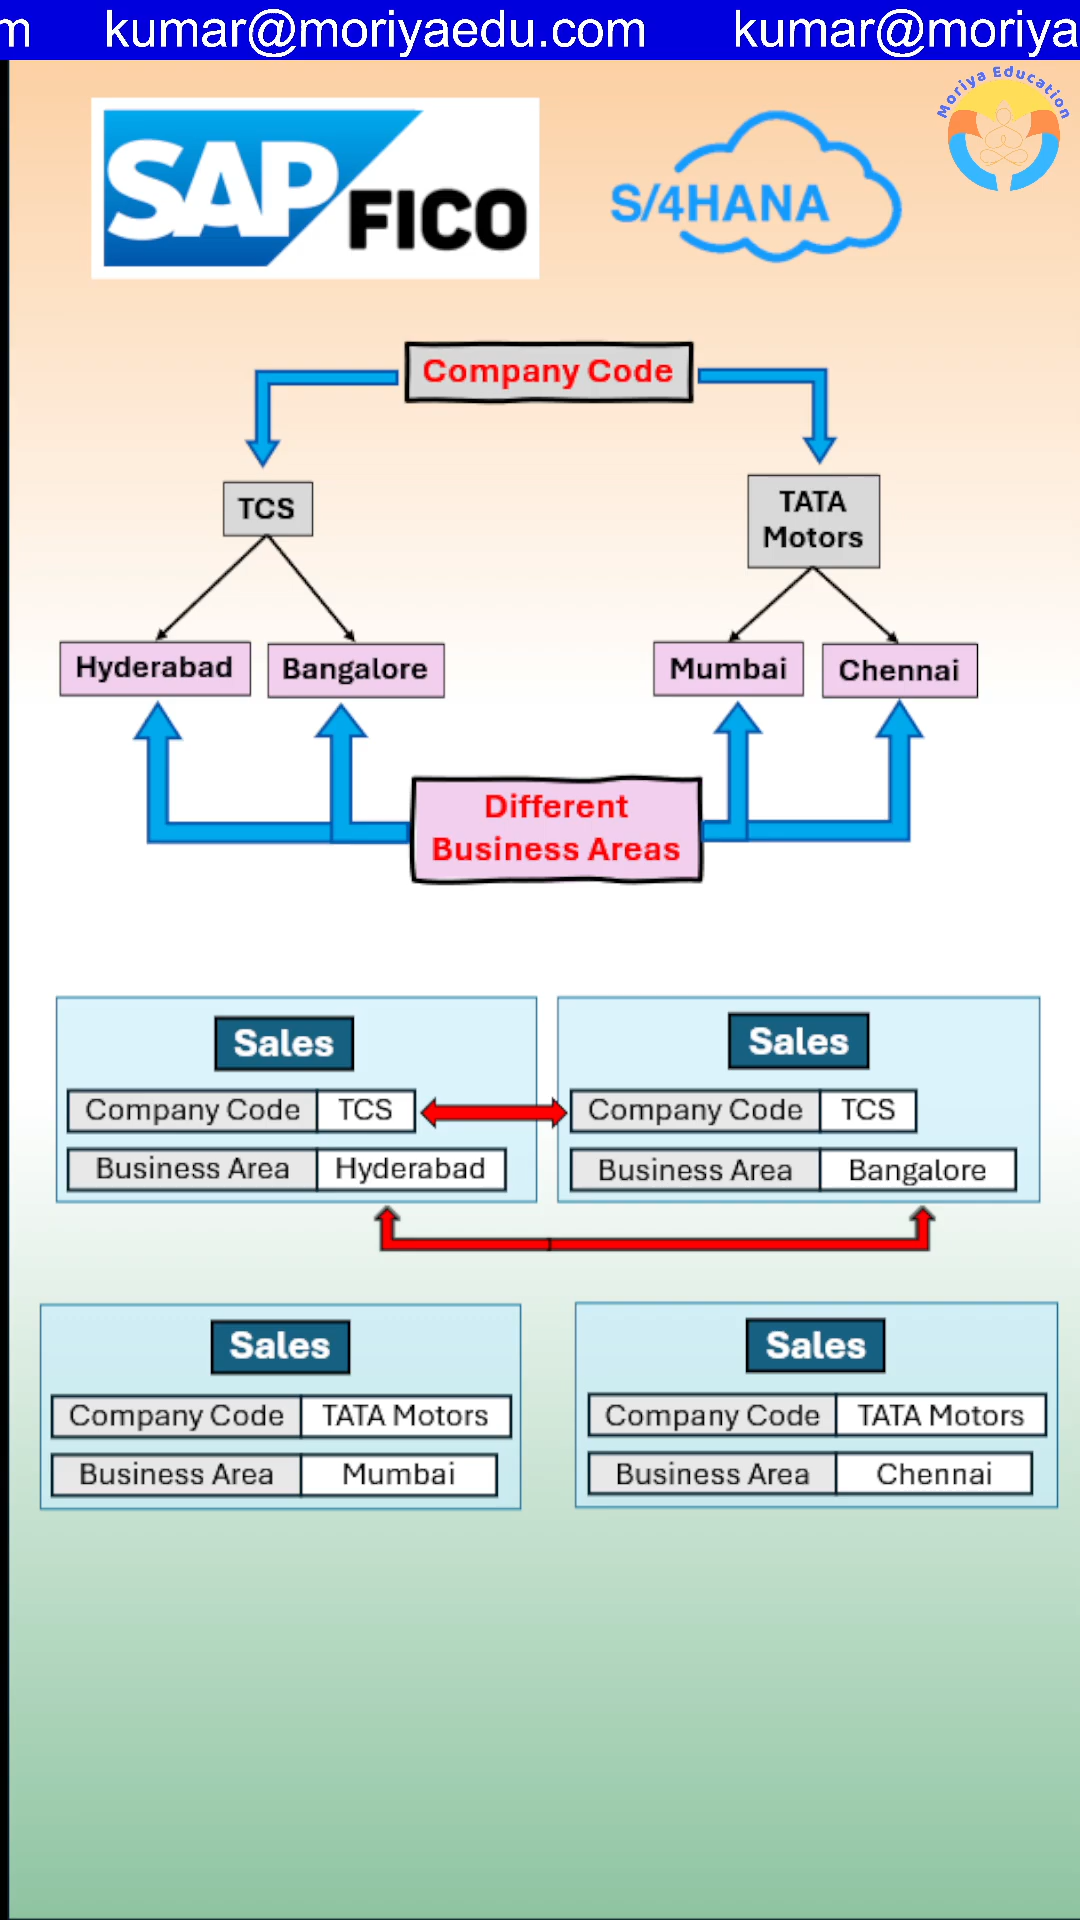 m kumar@moriyaedu.com kumar@moriya
Moriya Education
SAP FICO
S/4HANA
Company Code
TCS
TATA
Motors
Hyderabad
Bangalore
Mumbai
Chennai
Different
Business Areas
Sales
Company Code TCS
Business Area Hyderabad
Sales
Company Code TCS
Business Area Bangalore
Sales
Company Code TATA Motors
Business Area Mumbai
Sales
Company Code TATA Motors
Business Area Chennai